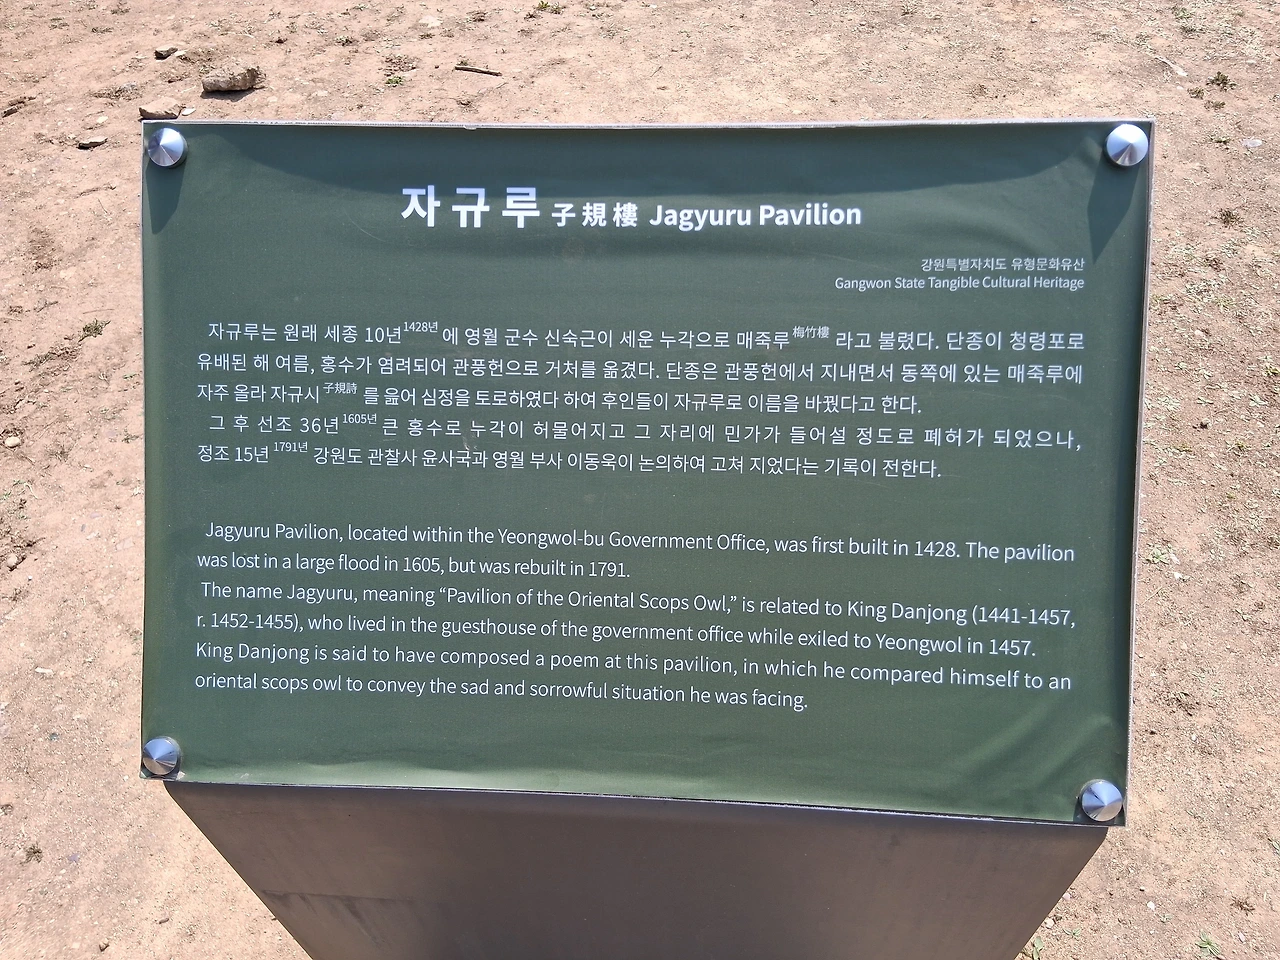 자규루 子規樓 Jagyuru Pavilion
강원특별자치도 유형문화유산
Gangwon State Tangible Cultural Heritage
자규루는 원래 세종 10년1428년에 영월 군수 신숙근이 세운 누각으로 매죽루梅竹樓라고 불렸다. 단종이 청령포로
유배된 해 여름, 홍수가 염려되어 관풍헌으로 거처를 옮겼다. 단종은 관풍헌에서 지내면서 동쪽에 있는 매죽루에
자주 올라 자규시子規詩를 읊어 심정을 토로하였다 하여 후인들이 자규루로 이름을 바꿨다고 한다.
그 후 선조 36년1605년 큰 홍수로 누각이 허물어지고 그 자리에 민가가 들어설 정도로 폐허가 되었으나,
정조 15년1791년 강원도 관찰사 윤사국과 영월 부사 이동욱이 논의하여 고쳐 지었다는 기록이 전한다.
Jagyuru Pavilion, located within the Yeongwol-bu Government Office, was first built in 1428. The pavilion
was lost in a large flood in 1605, but was rebuilt in 1791.
The name Jagyuru, meaning “Pavilion of the Oriental Scops Owl,” is related to King Danjong (1441-1457,
r. 1452-1455), who lived in the guesthouse of the government office while exiled to Yeongwol in 1457.
King Danjong is said to have composed a poem at this pavilion, in which he compared himself to an
oriental scops owl to convey the sad and sorrowful situation he was facing.